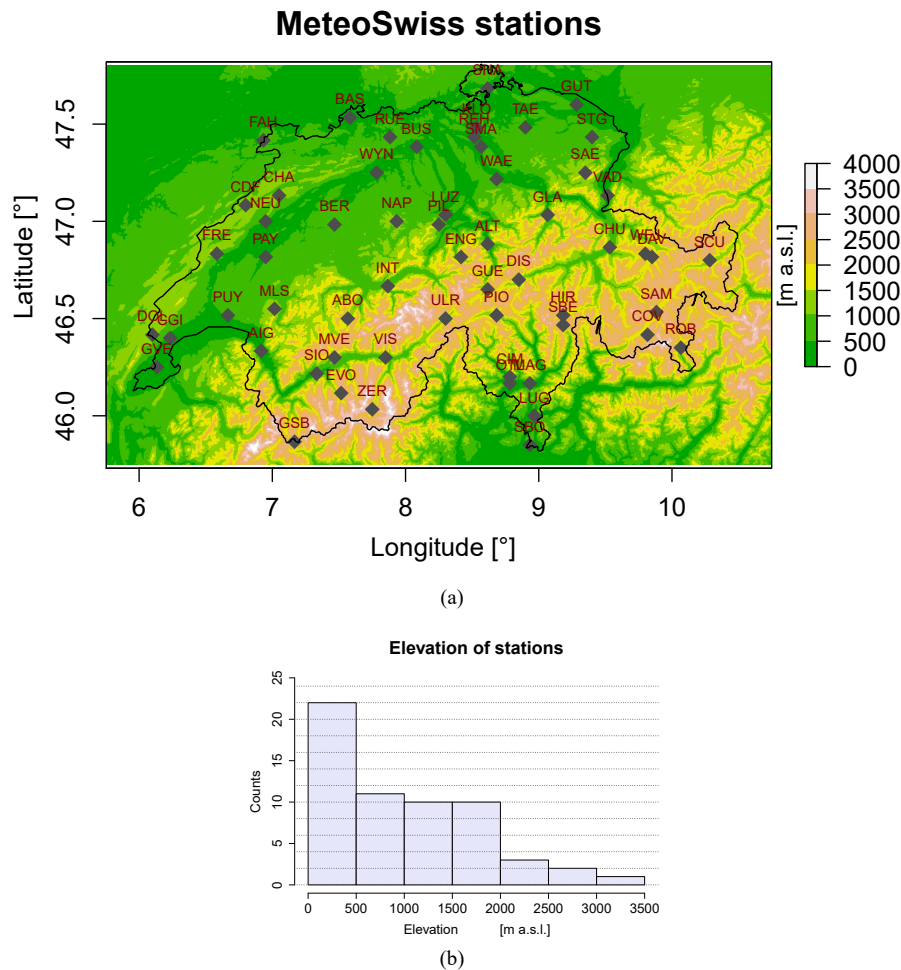 MeteoSwiss stations
SHA
GUT
BAS
KLO
TAE
FAH
RUE
BUS
REH
SMA
STG
WYN
WAE
SAE
CDF
CHA
VAD
NEU
BER
NAP
LUZ
PIL
GLA
FRE
PAY
ENG
ALT
CHU
WFJ
DAV
SCU
INT
GUE
DIS
PUY
MLS
ABO
ULR
PIO
HIR
SBE
SAM
DOL
CGI
AIG
MVE
VIS
COV
ROB
GVE
SIO
EVO
CIM
OTL
MAG
ZER
LUG
GSB
SBO
47.5
47.0
46.5
46.0
Latitude [°]
6 7 8 9 10
Longitude [°]
4000
3500
3000
2500
2000
1500
1000
500
0
[m a.s.l.]
(a)
Elevation of stations
25
20
15
10
5
0
Counts
0 500 1000 1500 2000 2500 3000 3500
Elevation [m a.s.l.]
(b)